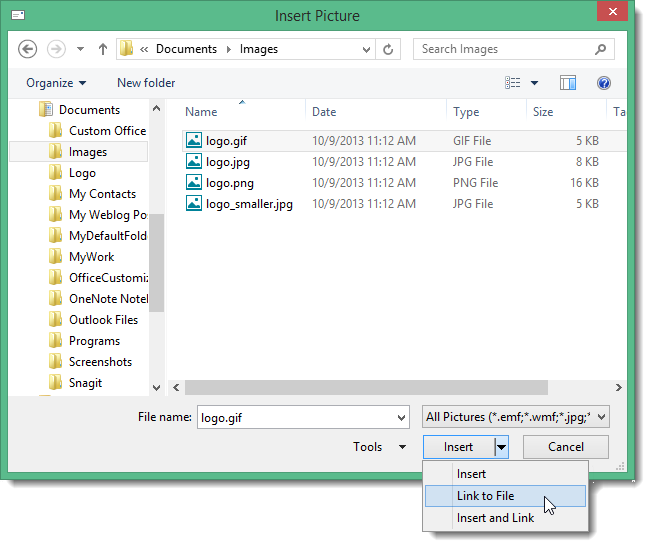 Insert Picture
« Documents › Images
Search Images
Organize
New folder
Documents
Custom Office
Images
Logo
My Contacts
My Weblog Po
MyDefaultFold
MyWork
OfficeCustomiz
OneNote Notel
Outlook Files
Programs
Screenshots
Snagit
Name Date Type Size Ta
logo.gif 10/9/2013 11:12 AM GIF File 5 KB
logo.jpg 10/9/2013 11:12 AM JPG File 8 KB
logo.png 10/9/2013 11:12 AM PNG File 16 KB
logo_smaller.jpg 10/9/2013 11:12 AM JPG File 5 KB
File name: logo.gif All Pictures (*.emf;*.wmf;*.jpg;*
Tools Insert Cancel
Insert
Link to File
Insert and Link